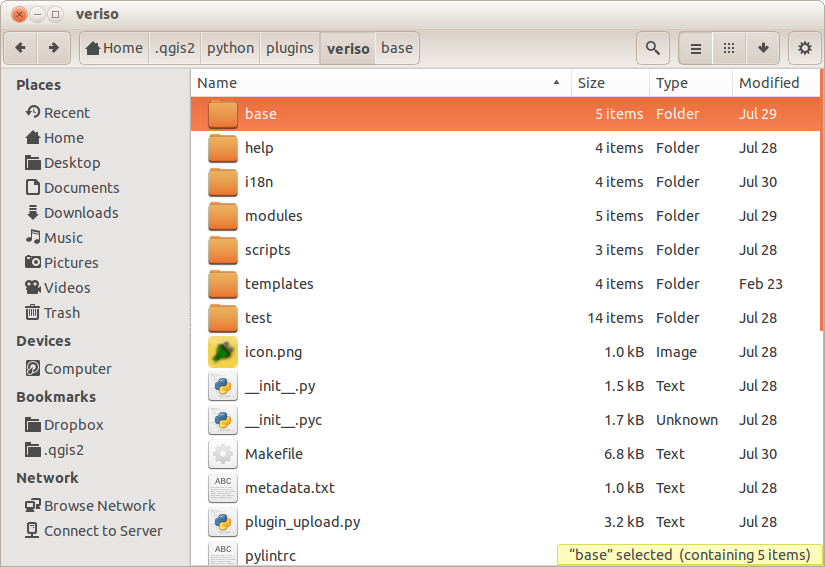 veriso
Home .qgis2 python plugins veriso base
Places
Recent
Home
Desktop
Documents
Downloads
Music
Pictures
Videos
Trash
Devices
Computer
Bookmarks
Dropbox
.qgis2
Network
Browse Network
Connect to Server
Name Size Type Modified
base 5 items Folder Jul 29
help 4 items Folder Jul 28
i18n 4 items Folder Jul 30
modules 5 items Folder Jul 29
scripts 3 items Folder Jul 28
templates 4 items Folder Feb 23
test 14 items Folder Jul 28
icon.png 1.0 kB Image Jul 28
__init__.py 1.5 kB Text Jul 28
__init__.pyc 1.7 kB Unknown Jul 28
Makefile 6.8 kB Text Jul 30
ABC metadata.txt 1.0 kB Text Jul 28
plugin_upload.py 3.2 kB Text Jul 28
ABC pylintrc
“base” selected (containing 5 items)